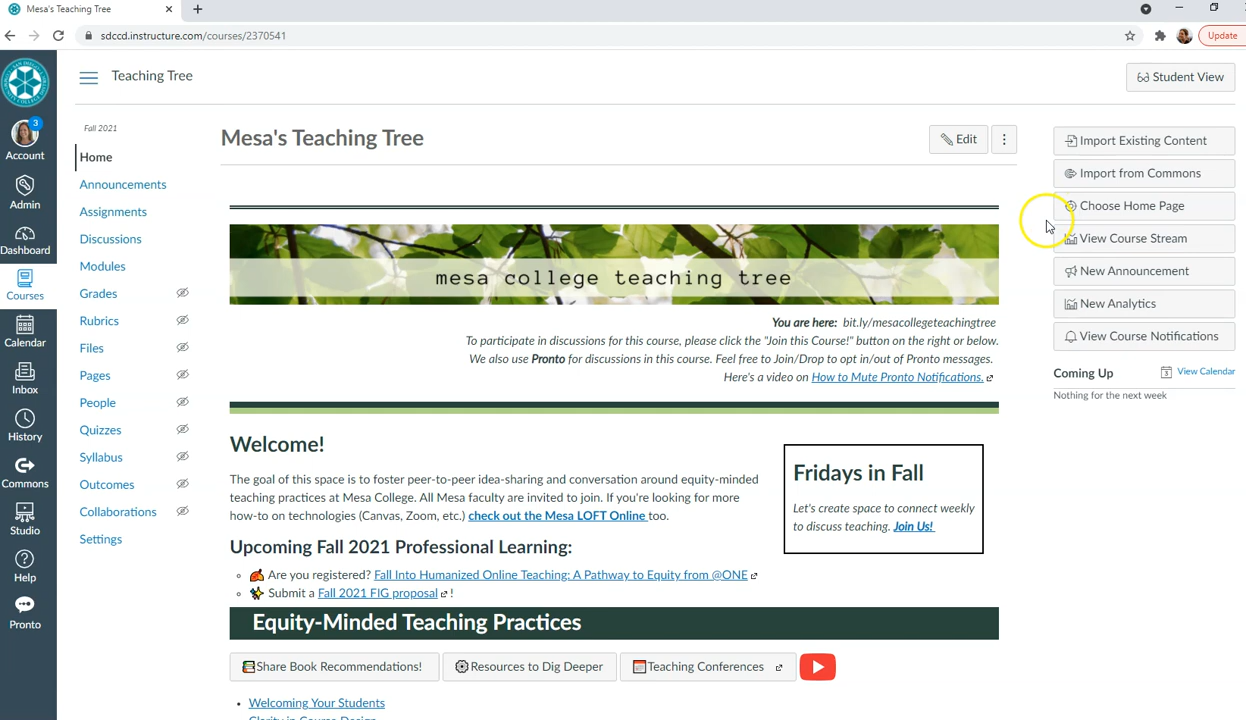 Mesa's Teaching Tree
sdccd.instructure.com/courses/2370541
Update
Teaching Tree
Student View
3
Account
Admin
Dashboard
Courses
Calendar
Inbox
History
Commons
Studio
Help
Pronto
Fall 2021
Home
Announcements
Assignments
Discussions
Modules
Grades
Rubrics
Files
Pages
People
Quizzes
Syllabus
Outcomes
Collaborations
Settings
Mesa's Teaching Tree
Edit
mesa college teaching tree
You are here: bit.ly/mesacollegeteachingtree
To participate in discussions for this course, please click the "Join this Course!" button on the right or below.
We also use Pronto for discussions in this course. Feel free to Join/Drop to opt in/out of Pronto messages.
Here's a video on How to Mute Pronto Notifications.
Welcome!
The goal of this space is to foster peer-to-peer idea-sharing and conversation around equity-minded
teaching practices at Mesa College. All Mesa faculty are invited to join. If you're looking for more
how-to on technologies (Canvas, Zoom, etc.) check out the Mesa LOFT Online too.
Fridays in Fall
Let's create space to connect weekly
to discuss teaching. Join Us!
Upcoming Fall 2021 Professional Learning:
Are you registered? Fall Into Humanized Online Teaching: A Pathway to Equity from @ONE
Submit a Fall 2021 FIG proposal !
Equity-Minded Teaching Practices
Share Book Recommendations!
Resources to Dig Deeper
Teaching Conferences
Welcoming Your Students
Clarity in Course Design
Import Existing Content
Import from Commons
Choose Home Page
View Course Stream
New Announcement
New Analytics
View Course Notifications
Coming Up
3
View Calendar
Nothing for the next week